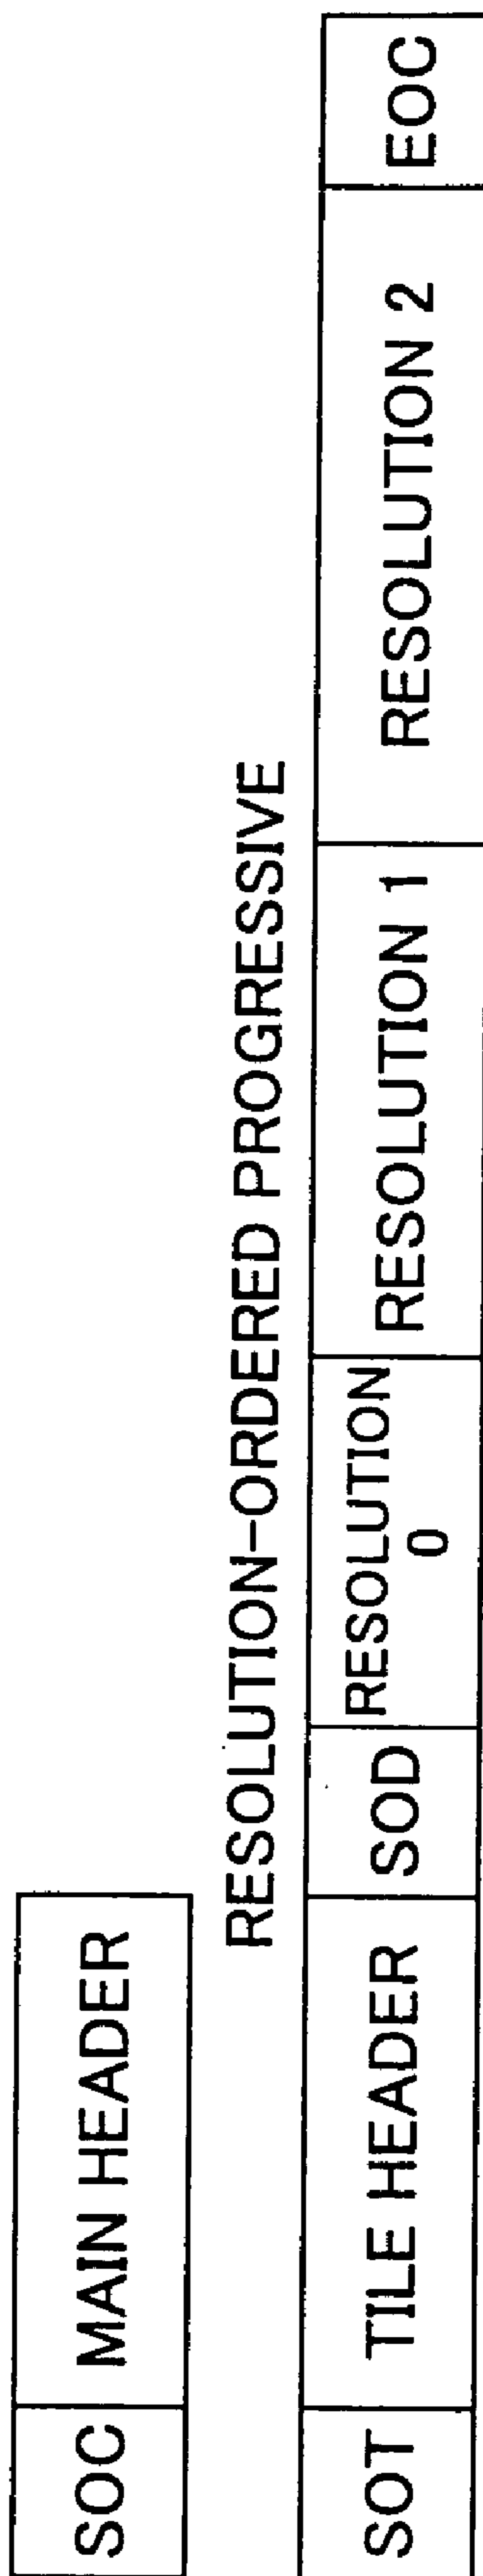 SOC MAIN HEADER
RESOLUTION-ORDERED PROGRESSIVE
SOT TILE HEADER SOD RESOLUTION 0 RESOLUTION 1 RESOLUTION 2 EOC